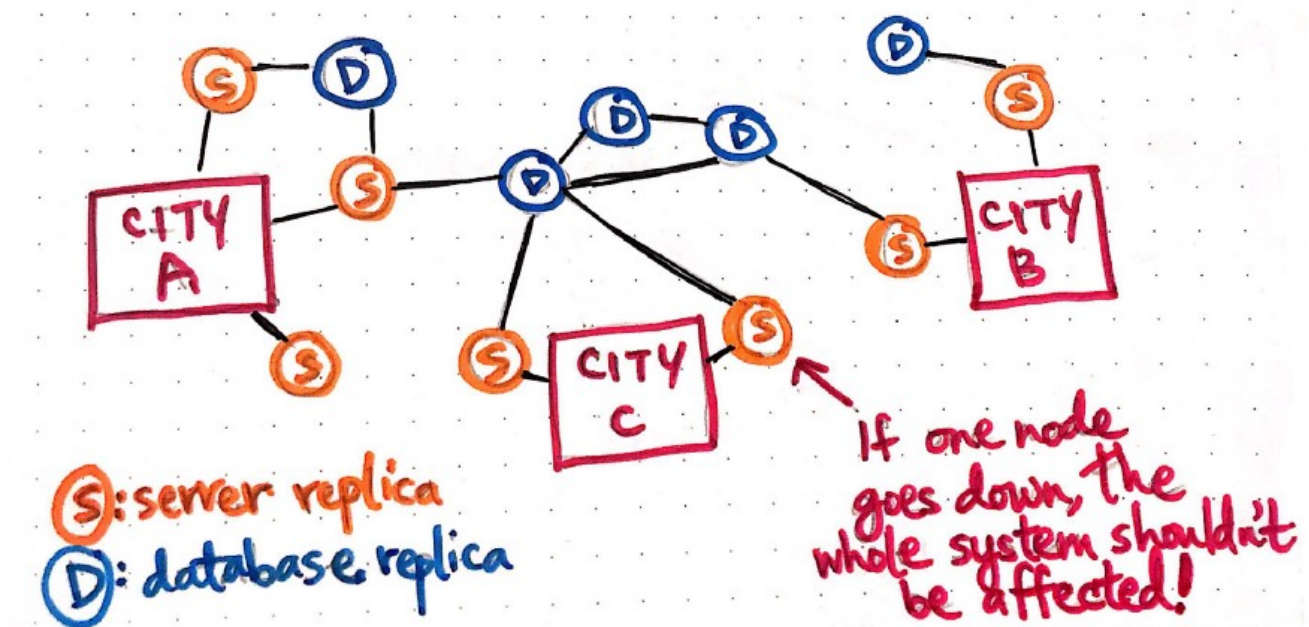 S
D
D
D
D
S
S
D
S
CITY
A
CITY
B
S
S
S
S
CITY
C
If one node
goes down, the
whole system shouldn't
be affected!
S: server replica
D: database replica